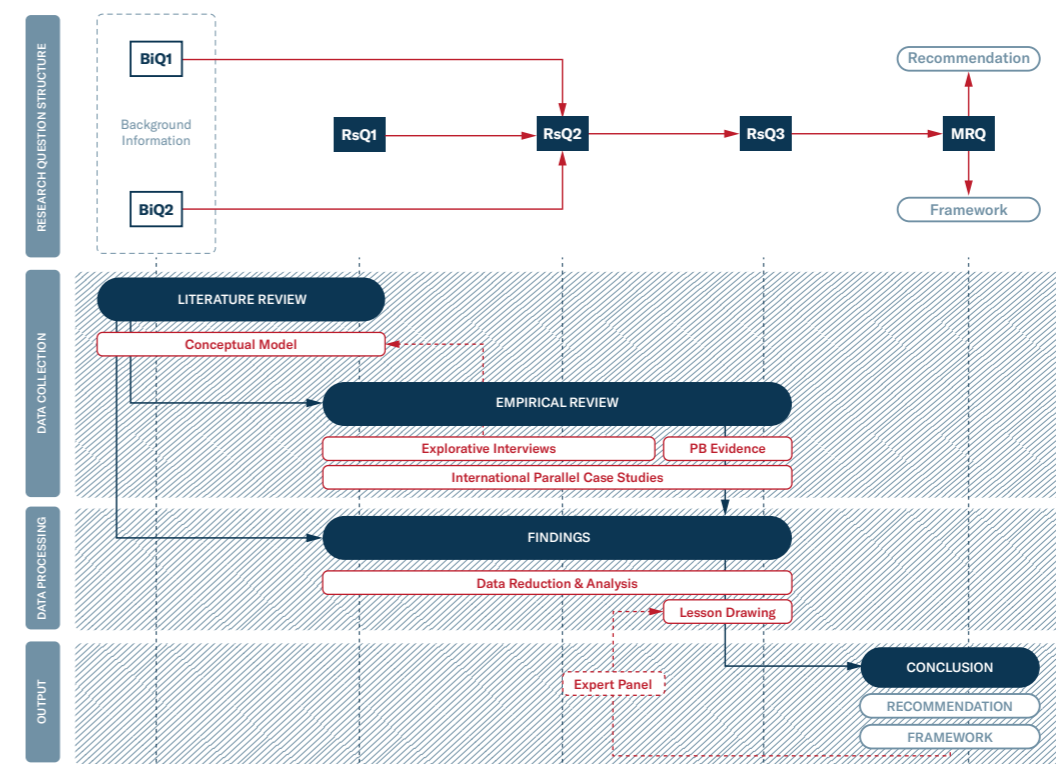 RESEARCH QUESTION STRUCTURE
BiQ1
Background
Information
BiQ2
RsQ1
RsQ2
RsQ3
MRQ
Recommendation
Framework
DATA COLLECTION
LITERATURE REVIEW
Conceptual Model
EMPIRICAL REVIEW
Explorative Interviews
PB Evidence
International Parallel Case Studies
DATA PROCESSING
FINDINGS
Data Reduction & Analysis
Lesson Drawing
OUTPUT
Expert Panel
CONCLUSION
RECOMMENDATION
FRAMEWORK